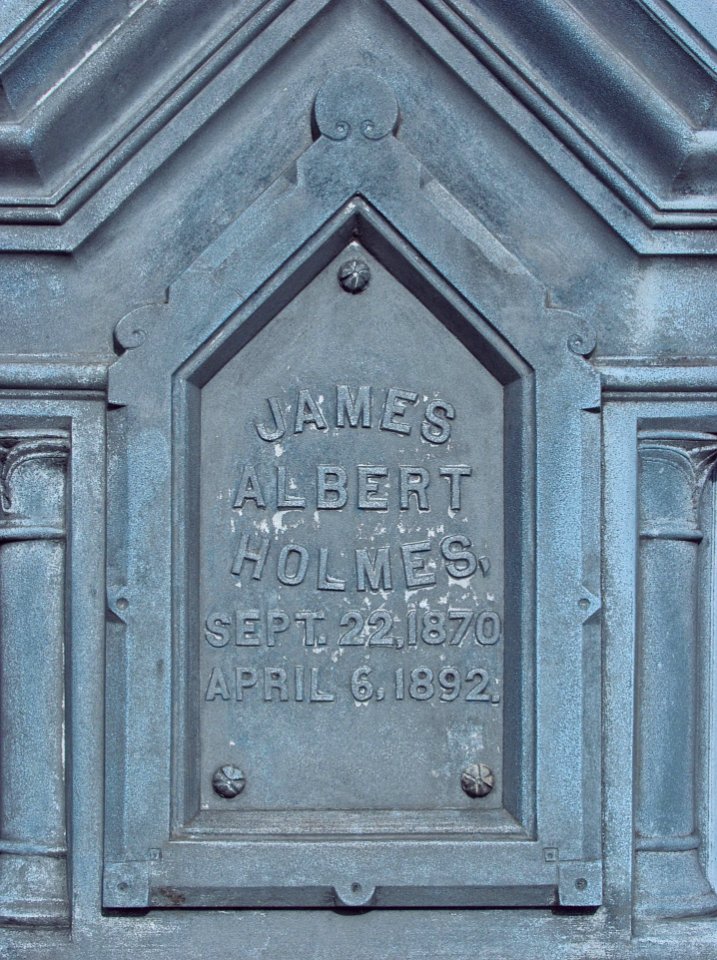 JAMES
ALBERT
HOLMES.
SEPT. 22, 1870
APRIL 6, 1892.